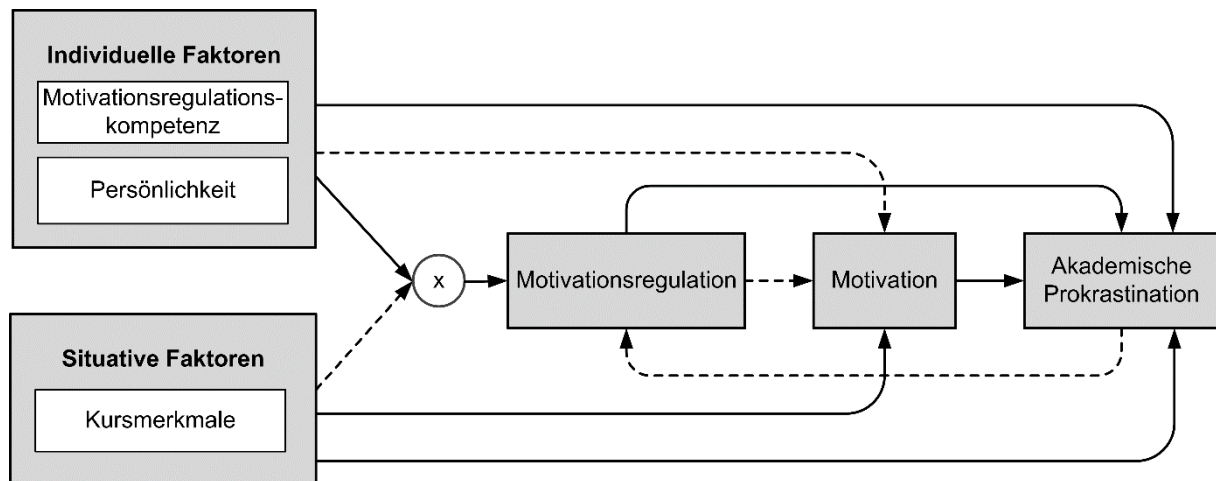 Individuelle Faktoren
Motivationsregulations-
kompetenz
Persönlichkeit
x
Motivationsregulation
Motivation
Akademische
Prokrastination
Situative Faktoren
Kursmerkmale